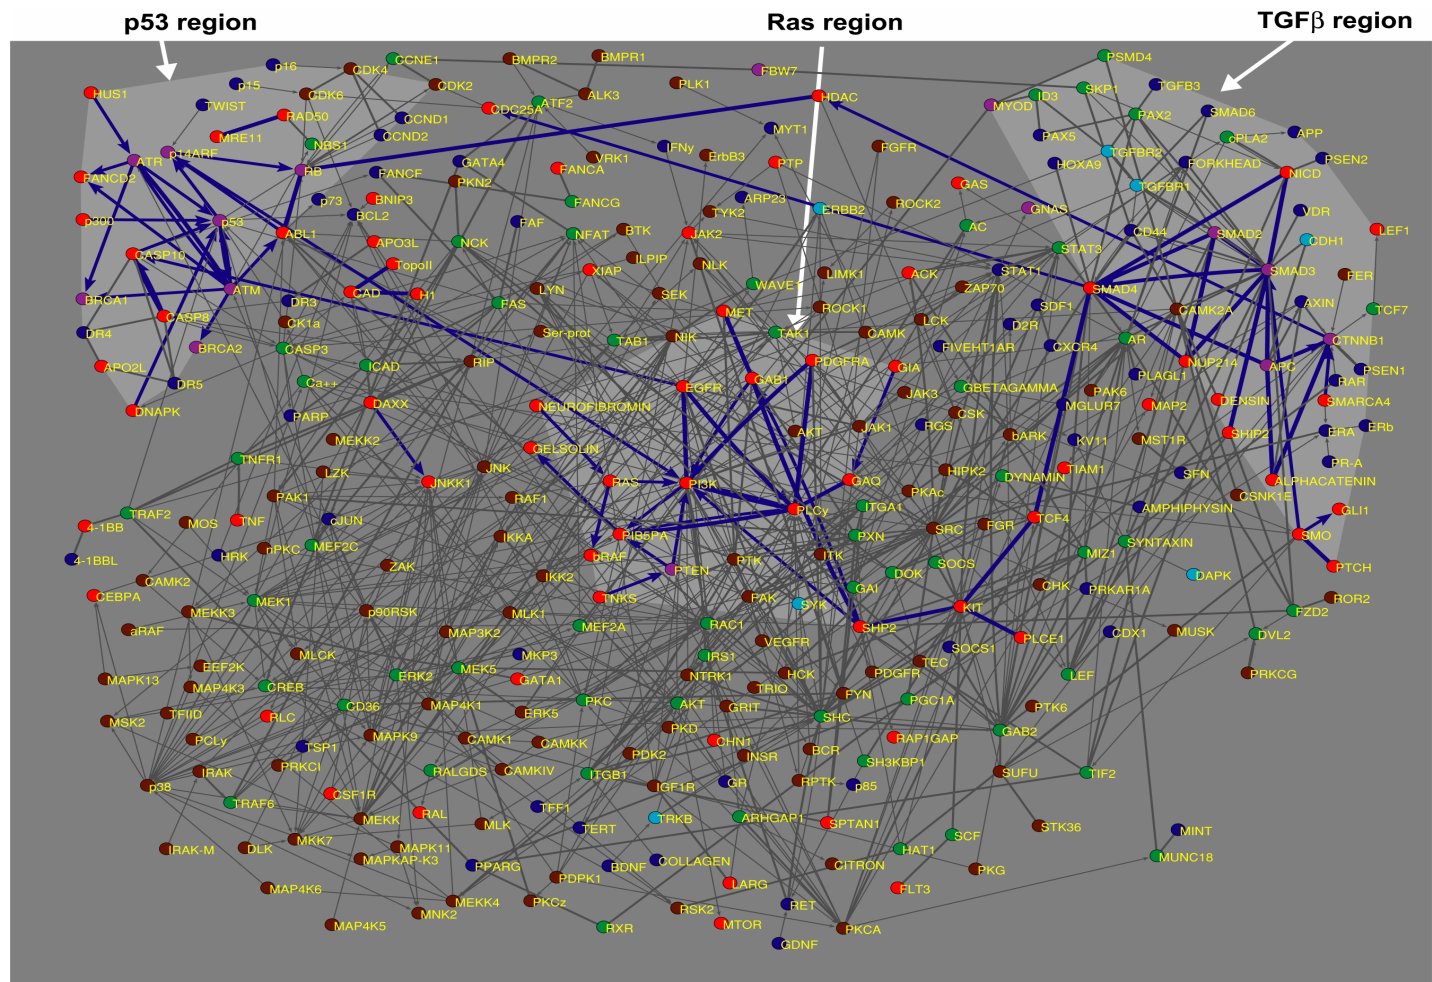 p53 region
Ras region
TGFβ region
CCNE1
BMPR2
BMPR1
PSMD4
p16
CDK4
FBW7
p15
CDK2
PLK1
TGFB3
HUS1
CDK6
ALK3
HDAC
ID3
SKP1
TWIST
ATF2
CDC25A
MYOD
SMAD6
RAD50
CCND1
PAX2
MRE11
CCND2
MYT1
PAX5
cPLA2
APP
NBS1
IFNy
ErbB3
FGFR
TGFBR2
p14ARF
VRK1
PTP
HOXA9
FORKHEAD
PSEN2
ATR
GATA4
FANCA
RB
FANCF
NICD
FANCD2
PKN2
GAS
TGFBR1
p73
BNIP3
FANCG
ARP23
ROCK2
ERBB2
GNAS
VDR
p300
p53
BCL2
FAF
TYK2
AC
CD44
SMAD2
LEF1
ABL1
NFAT
BTK
JAK2
CDH1
CASP10
APO3L
NCK
ILPIP
STAT3
TopoII
XIAP
NLK
LIMK1
ACK
STAT1
SMAD3
FER
ATM
CAD
H1
LYN
WAVE1
ZAP70
SMAD4
BRCA1
DR3
FAS
SEK
ROCK1
SDF1
CAMK2A
AXIN
TCF7
CASP8
CK1a
MET
LCK
D2R
DR4
Ser-prot
NIK
TAK1
CAMK
AR
CTNNB1
BRCA2
CASP3
TAB1
FIVEHT1AR
CXCR4
APO2L
ICAD
RIP
PDGFRA
GIA
NUP214
APC
PSEN1
DR5
Ca++
GAB1
PLAGL1
RAR
EGFR
GBETAGAMMA
JAK3
PAK6
DENSIN
SMARCA4
DNAPK
DAXX
NEUROFIBROMIN
CSK
MGLUR7
MAP2
PARP
RGS
SHIP2
ERA
ERb
MEKK2
AKT
JAK1
bARK
KV11
MST1R
GELSOLIN
TNFR1
PR-A
LZK
JNK
HIPK2
DYNAMIN
TIAM1
SFN
JNKK1
RAS
PI3K
GAQ
ALPHACATENIN
PAK1
RAF1
PKAc
CSNK1E
TRAF2
MOS
TNF
cJUN
ITGA1
AMPHIPHYSIN
GLI1
4-1BB
PLCy
TCF4
SRC
FGR
PIB5PA
IKKA
PXN
SMO
nPKC
MEF2C
SYNTAXIN
4-1BBL
HRK
bRAF
ITK
MIZ1
PTK
SOCS
ZAK
PTEN
PTCH
CAMK2
IKK2
DOK
DAPK
CEBPA
MEK1
TNKS
GAI
CHK
PRKAR1A
ROR2
MEKK3
p90RSK
MLK1
PAK
SYK
KIT
FZD2
aRAF
MAP3K2
MEF2A
RAC1
SHP2
PLCE1
CDX1
MUSK
DVL2
VEGFR
SOCS1
MLCK
MKP3
IRS1
EEF2K
ERK2
MEK5
TEC
LEF
PRKCG
MAPK13
GATA1
NTRK1
HCK
PDGFR
MAP4K3
CREB
TRIO
FYN
CD36
MAP4K1
PKC
AKT
GRIT
PGC1A
PTK6
TFIID
RLC
ERK5
SHC
MSK2
PKD
GAB2
PCLy
TSP1
MAPK9
CAMK1
CAMKK
CHN1
RAP1GAP
PDK2
INSR
BCR
PRKCI
RALGDS
CAMKIV
SH3KBP1
IRAK
ITGB1
SUFU
TIF2
p38
IGF1R
GR
RPTK
p85
CSF1R
TRAF6
TFF1
RAL
MEKK
TRKB
ARHGAP1
SPTAN1
STK36
MLK
TERT
MINT
MKK7
SCF
IRAK-M
DLK
MAPK11
HAT1
MUNC18
MAPKAP-K3
PPARG
BDNF
COLLAGEN
CITRON
PKG
PDPK1
LARG
MAP4K6
FLT3
MEKK4
PKCz
RSK2
RET
MNK2
MAP4K5
RXR
MTOR
PKCA
GDNF